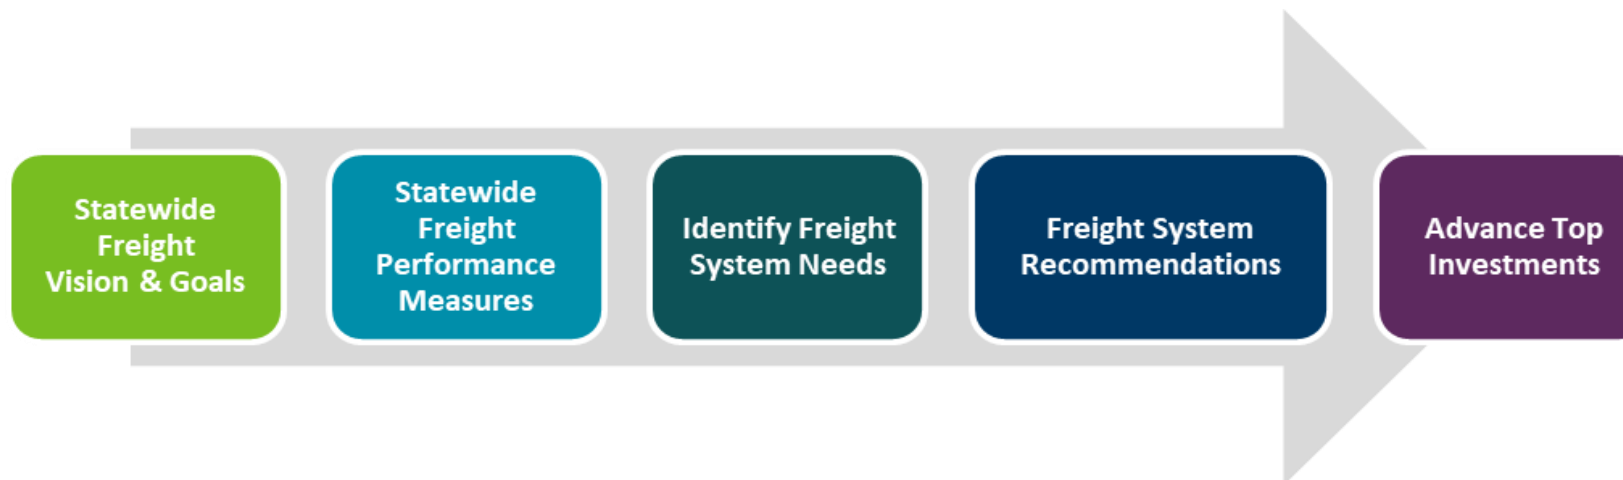 Statewide
Freight
Vision & Goals
Statewide
Freight
Performance
Measures
Identify Freight
System Needs
Freight System
Recommendations
Advance Top
Investments